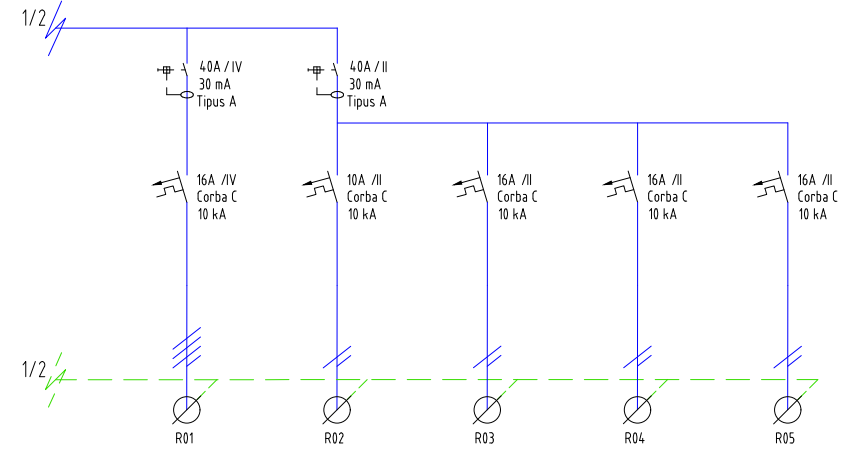 1/2
40A / IV
30 mA
Tipus A
40A / II
30 mA
Tipus A
16A /IV
Corba C
10 kA
10A /II
Corba C
10 kA
16A /II
Corba C
10 kA
16A /II
Corba C
10 kA
16A /II
Corba C
10 kA
1/2
R01
R02
R03
R04
R05